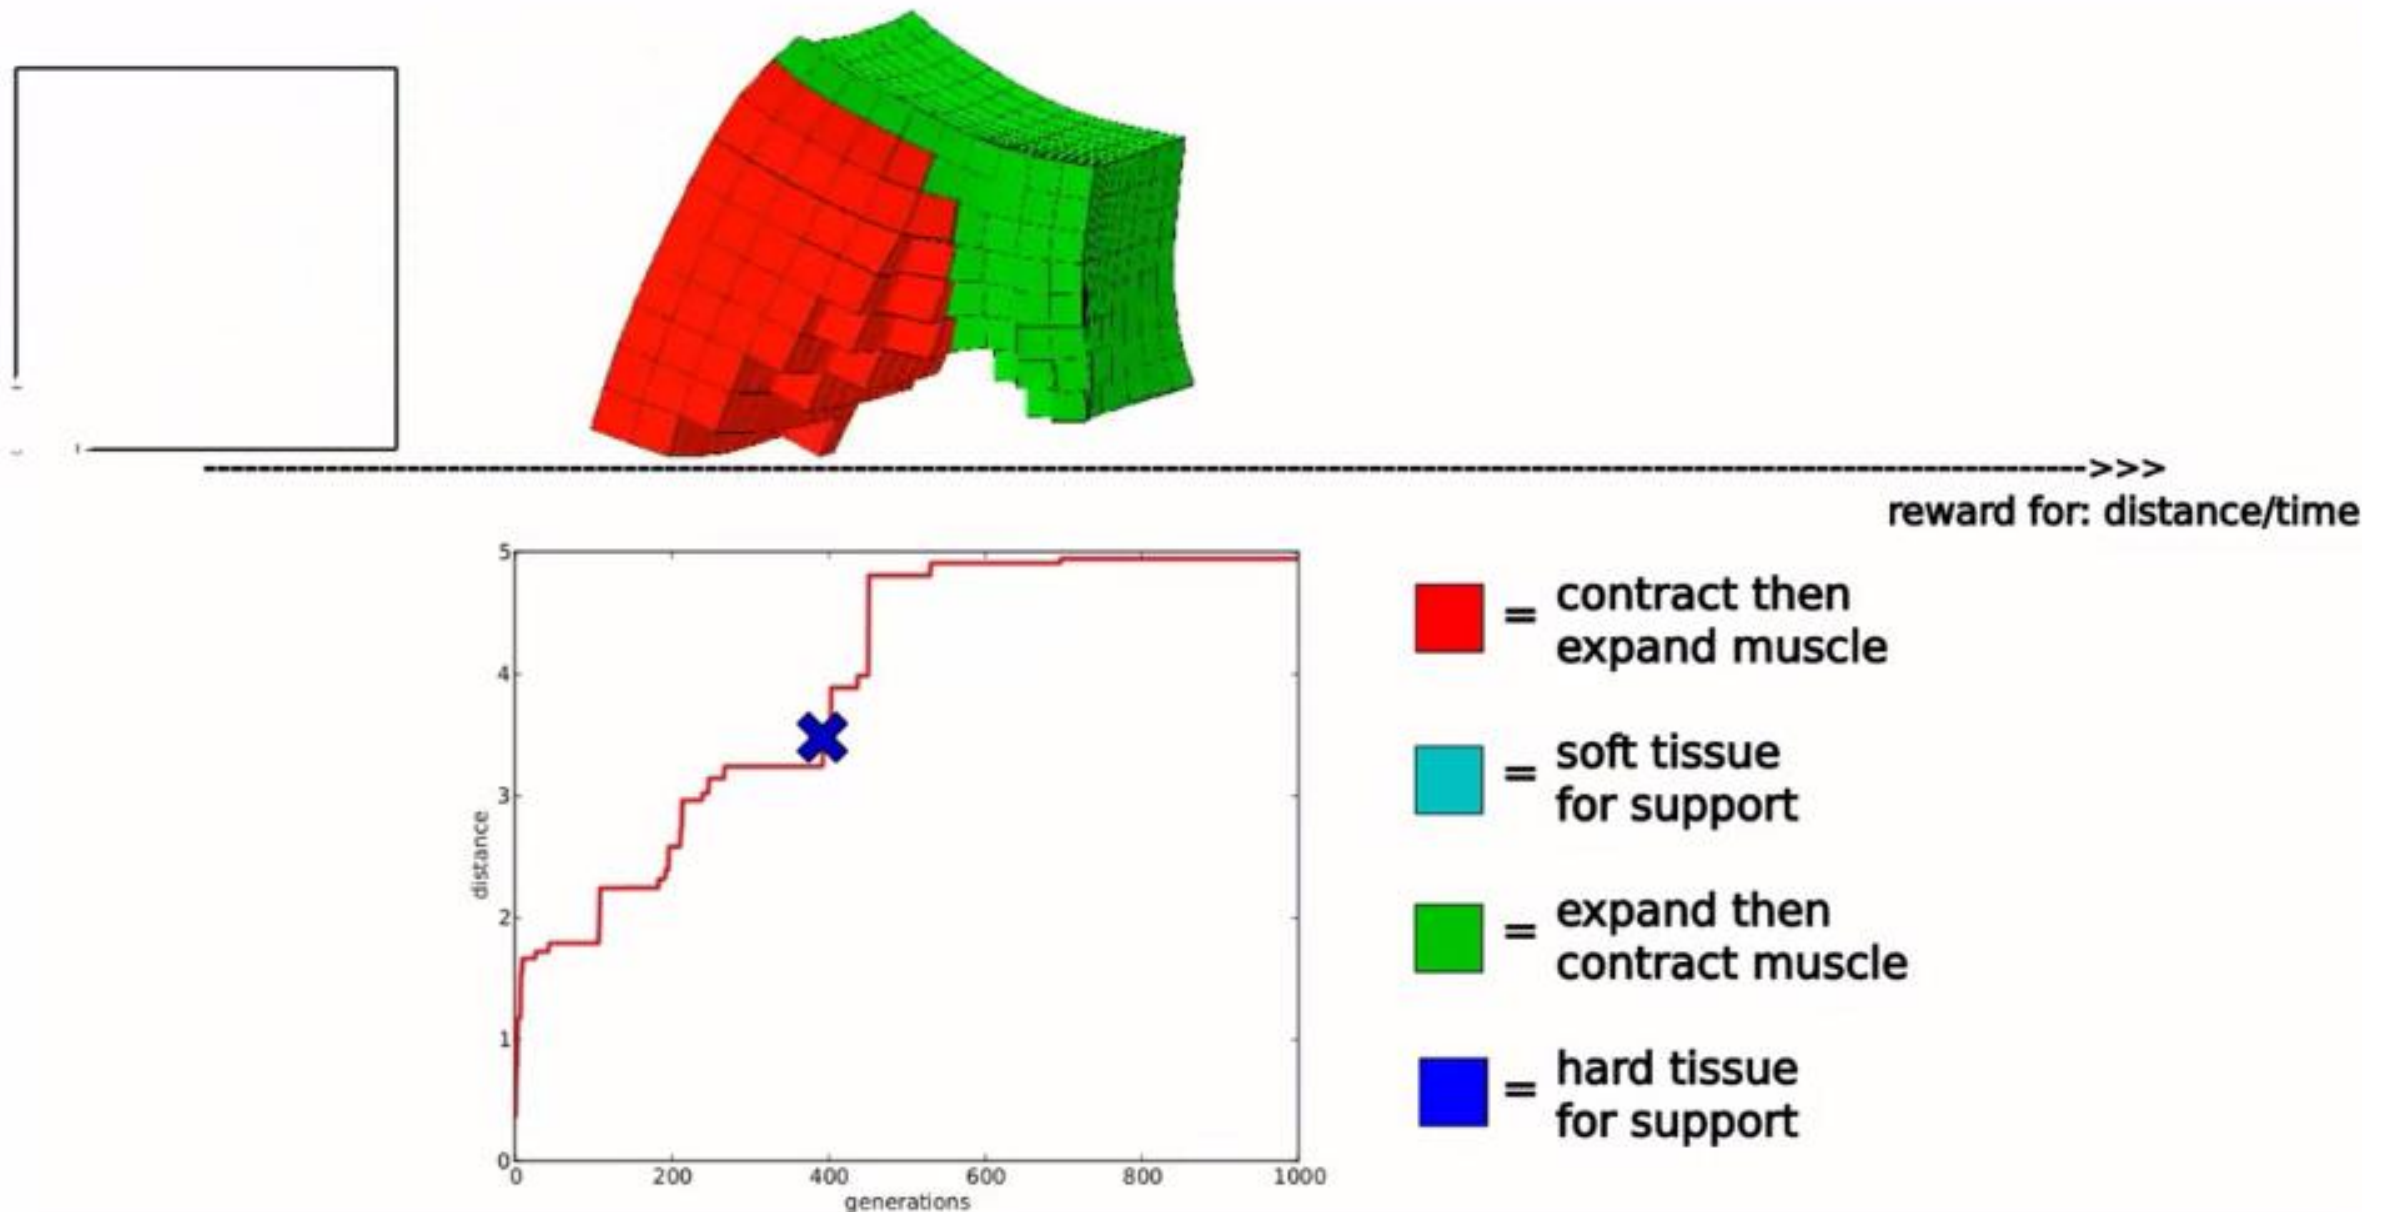 -->>>
reward for: distance/time
5
4
3
2
1
0
distance
0 200 400 600 800 1000
generations
= contract then
expand muscle
= soft tissue
for support
= expand then
contract muscle
= hard tissue
for support